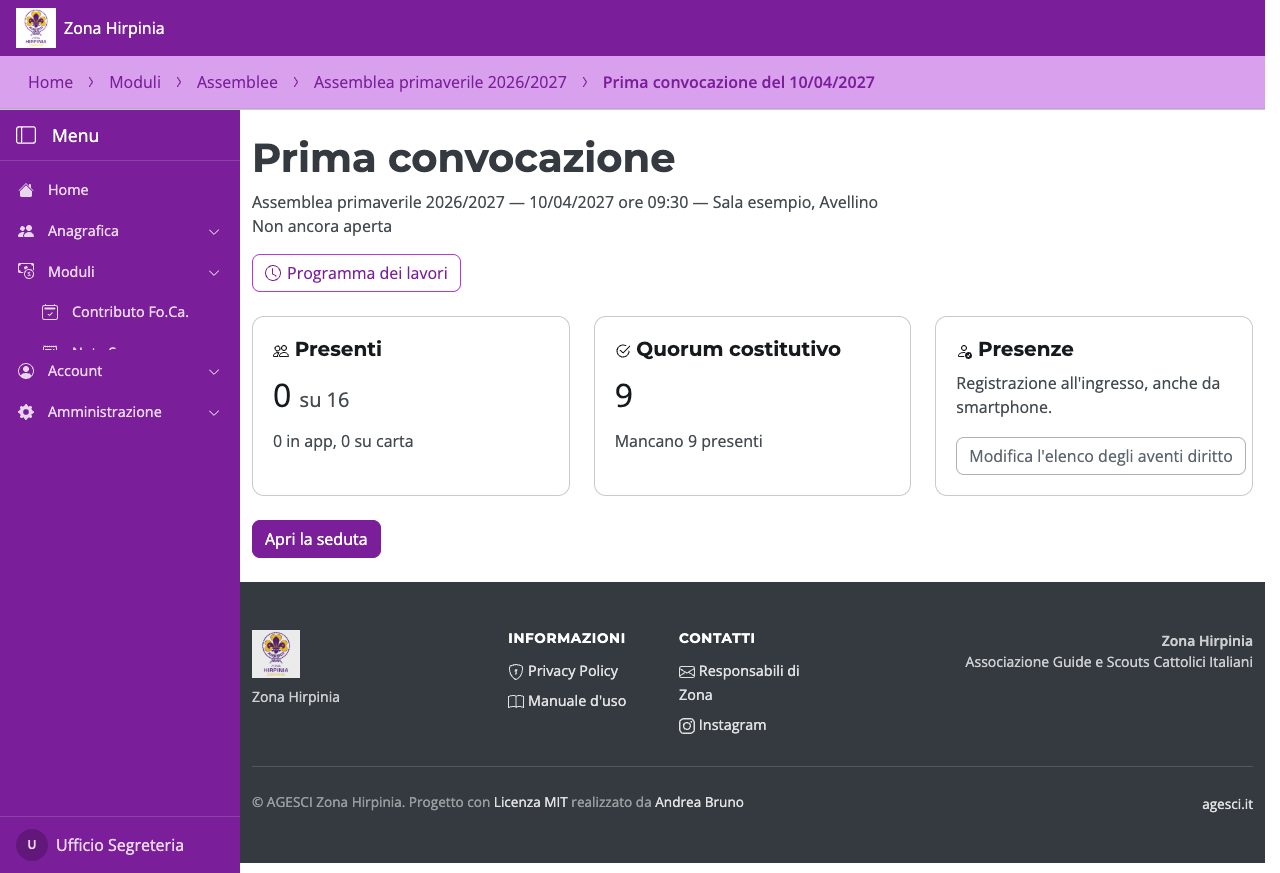 Zona Hirpinia
Home
Moduli
Assemblee
Assemblea primaverile 2026/2027
Prima convocazione del 10/04/2027
Menu
Home
Anagrafica
Moduli
Contributo Fo.Ca.
Account
Amministrazione
Ufficio Segreteria
U
Prima convocazione
Assemblea primaverile 2026/2027 — 10/04/2027 ore 09:30 — Sala esempio, Avellino
Non ancora aperta
Programma dei lavori
Presenti
0 su 16
0 in app, 0 su carta
Quorum costitutivo
9
Mancano 9 presenti
Presenze
Registrazione all'ingresso, anche da
smartphone.
Modifica l'elenco degli aventi diritto
Apri la seduta
HIRPINIA
Zona Hirpinia
INFORMAZIONI
Privacy Policy
Manuale d'uso
CONTATTI
Responsabili di
Zona
Instagram
Zona Hirpinia
Associazione Guide e Scouts Cattolici Italiani
© AGESCI Zona Hirpinia. Progetto con Licenza MIT realizzato da Andrea Bruno
agesci.it